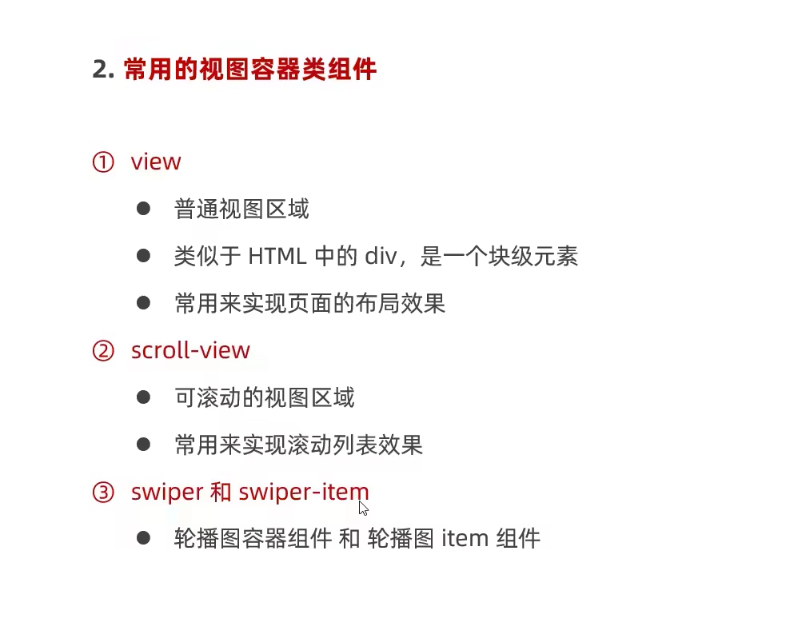 2. 常用的视图容器类组件
① view
● 普通视图区域
● 类似于 HTML 中的 div，是一个块级元素
● 常用来实现页面的布局效果
② scroll-view
● 可滚动的视图区域
● 常用来实现滚动列表效果
③ swiper 和 swiper-item
● 轮播图容器组件 和 轮播图 item 组件